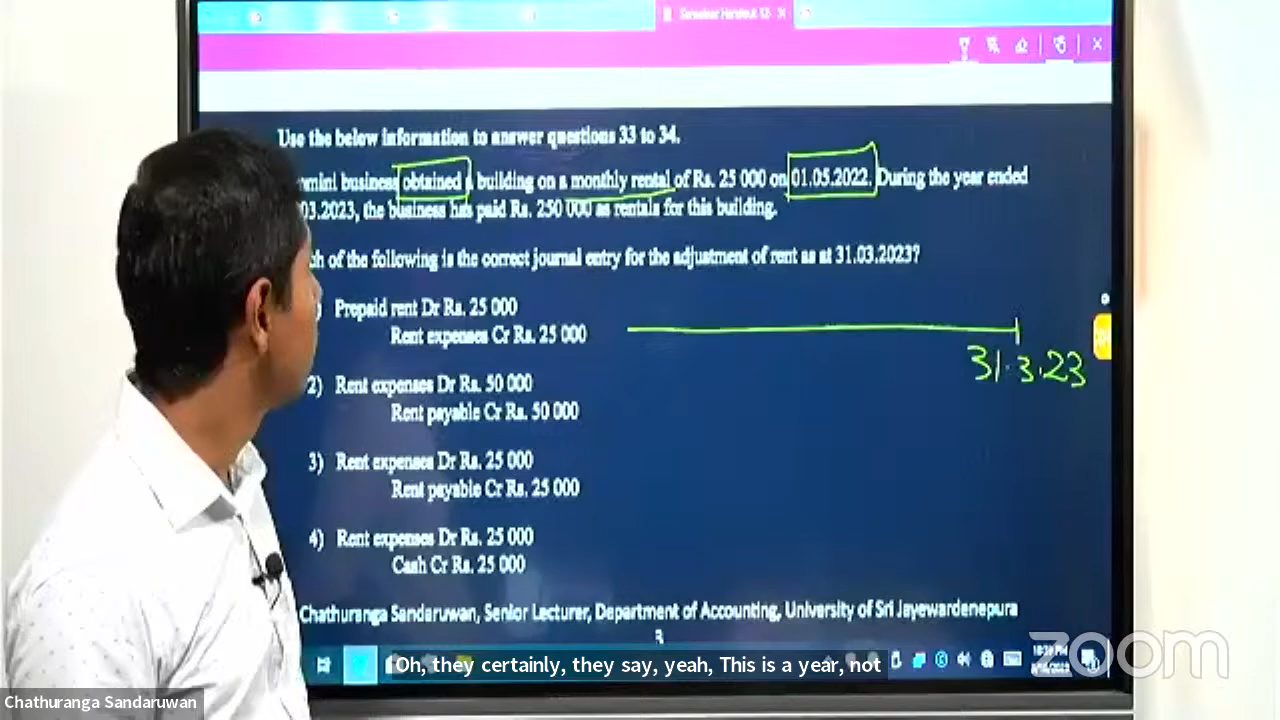 Seminar Handout 12
Use the below information to answer questions 33 to 34.
business obtained a building on a monthly rental of Rs. 25 000 on 01.05.2022. During the year ended
03.2023, the business has paid Rs. 250 000 as rentals for this building.
of the following is the correct journal entry for the adjustment of rent as at 31.03.2023?
Prepaid rent Dr Rs. 25 000
Rent expenses Cr Rs. 25 000
31.3.23
2) Rent expenses Dr Rs. 50 000
Rent payable Cr Rs. 50 000
3) Rent expenses Dr Rs. 25 000
Rent payable Cr Rs. 25 000
4) Rent expenses Dr Rs. 25 000
Cash Cr Rs. 25 000
Chathuranga Sandaruwan, Senior Lecturer, Department of Accounting, University of Sri Jayewardenepura
3
Oh, they certainly, they say, yeah, This is a year, not
zoom
Chathuranga Sandaruwan